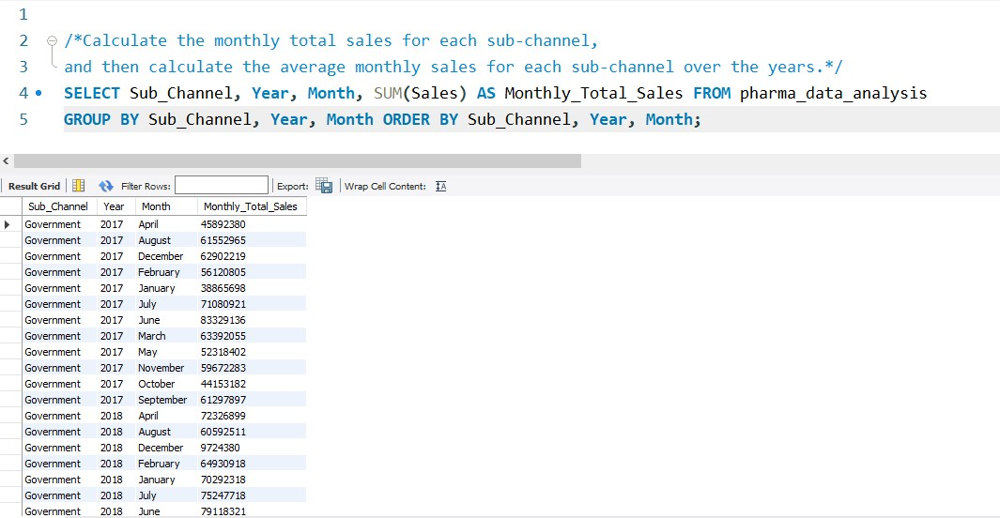 1
2 /*Calculate the monthly total sales for each sub-channel,
3 and then calculate the average monthly sales for each sub-channel over the years.*/
4 SELECT Sub_Channel, Year, Month, SUM(Sales) AS Monthly_Total_Sales FROM pharma_data_analysis
5 GROUP BY Sub_Channel, Year, Month ORDER BY Sub_Channel, Year, Month;
Result Grid Filter Rows: Export: Wrap Cell Content: IA
Sub_Channel Year Month Monthly_Total_Sales
Government 2017 April 45892380
Government 2017 August 61552965
Government 2017 December 62902219
Government 2017 February 56120805
Government 2017 January 38865698
Government 2017 July 71080921
Government 2017 June 83329136
Government 2017 March 63392055
Government 2017 May 52318402
Government 2017 November 59672283
Government 2017 October 44153182
Government 2017 September 61297897
Government 2018 April 72326899
Government 2018 August 60592511
Government 2018 December 9724380
Government 2018 February 64930918
Government 2018 January 70292318
Government 2018 July 75247718
Government 2018 June 79118321